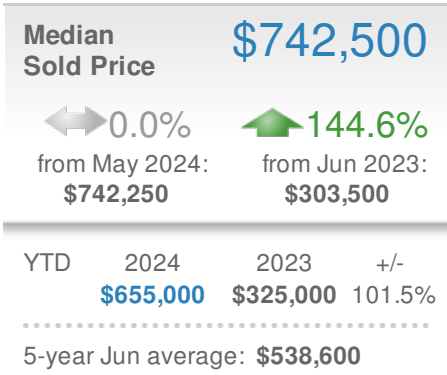 Median $742,500
Sold Price
0.0% 144.6%
from May 2024: from Jun 2023:
$742,250 $303,500
YTD 2024 2023 +/-
$655,000 $325,000 101.5%
5-year Jun average: $538,600